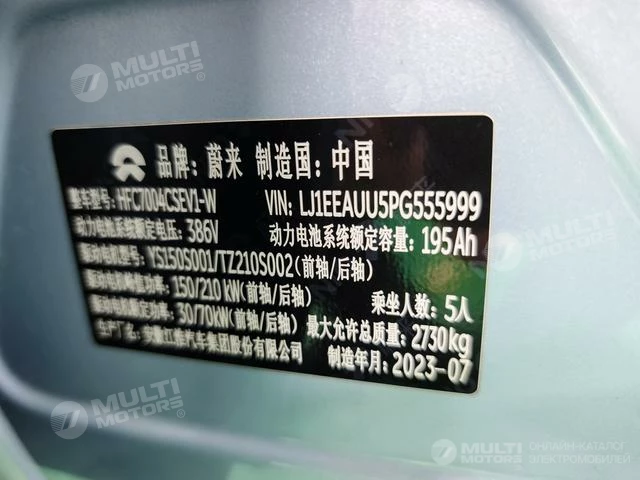 品牌: 蔚来 制造国: 中国
整车型号: HFC7004CSEV1-W VIN: LJ1EEAUU5PG555999
动力电池系统额定电压: 386V 动力电池系统额定容量: 195Ah
驱动电机型号: YS150S001/TZ210S002(前轴/后轴)
驱动电机峰值功率: 150/210 kW(前轴/后轴) 乘坐人数: 5人
驱动电机额定功率: 30/70kW(前轴/后轴) 最大允许总质量: 2730kg
生产厂名: 安徽江淮汽车集团股份有限公司 制造年月: 2023-07
MULTI MOTORS
MULTI MOTORS
MULTI MOTORS
MULTI MOTORS ОНЛАЙН-КАТАЛОГ ЭЛЕКТРОМОБИЛЕЙ